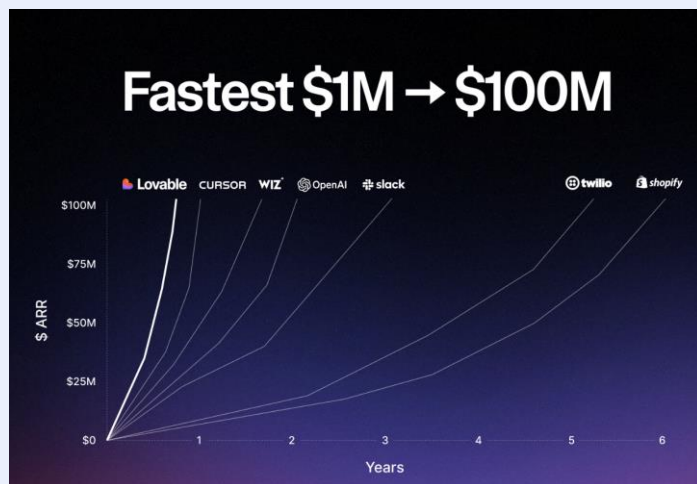 Fastest $1M → $100M
Lovable CURSOR WIZ OpenAI slack twilio shopify
$100M
$75M
$50M
$25M
$0
$ ARR
1 2 3 4 5 6
Years